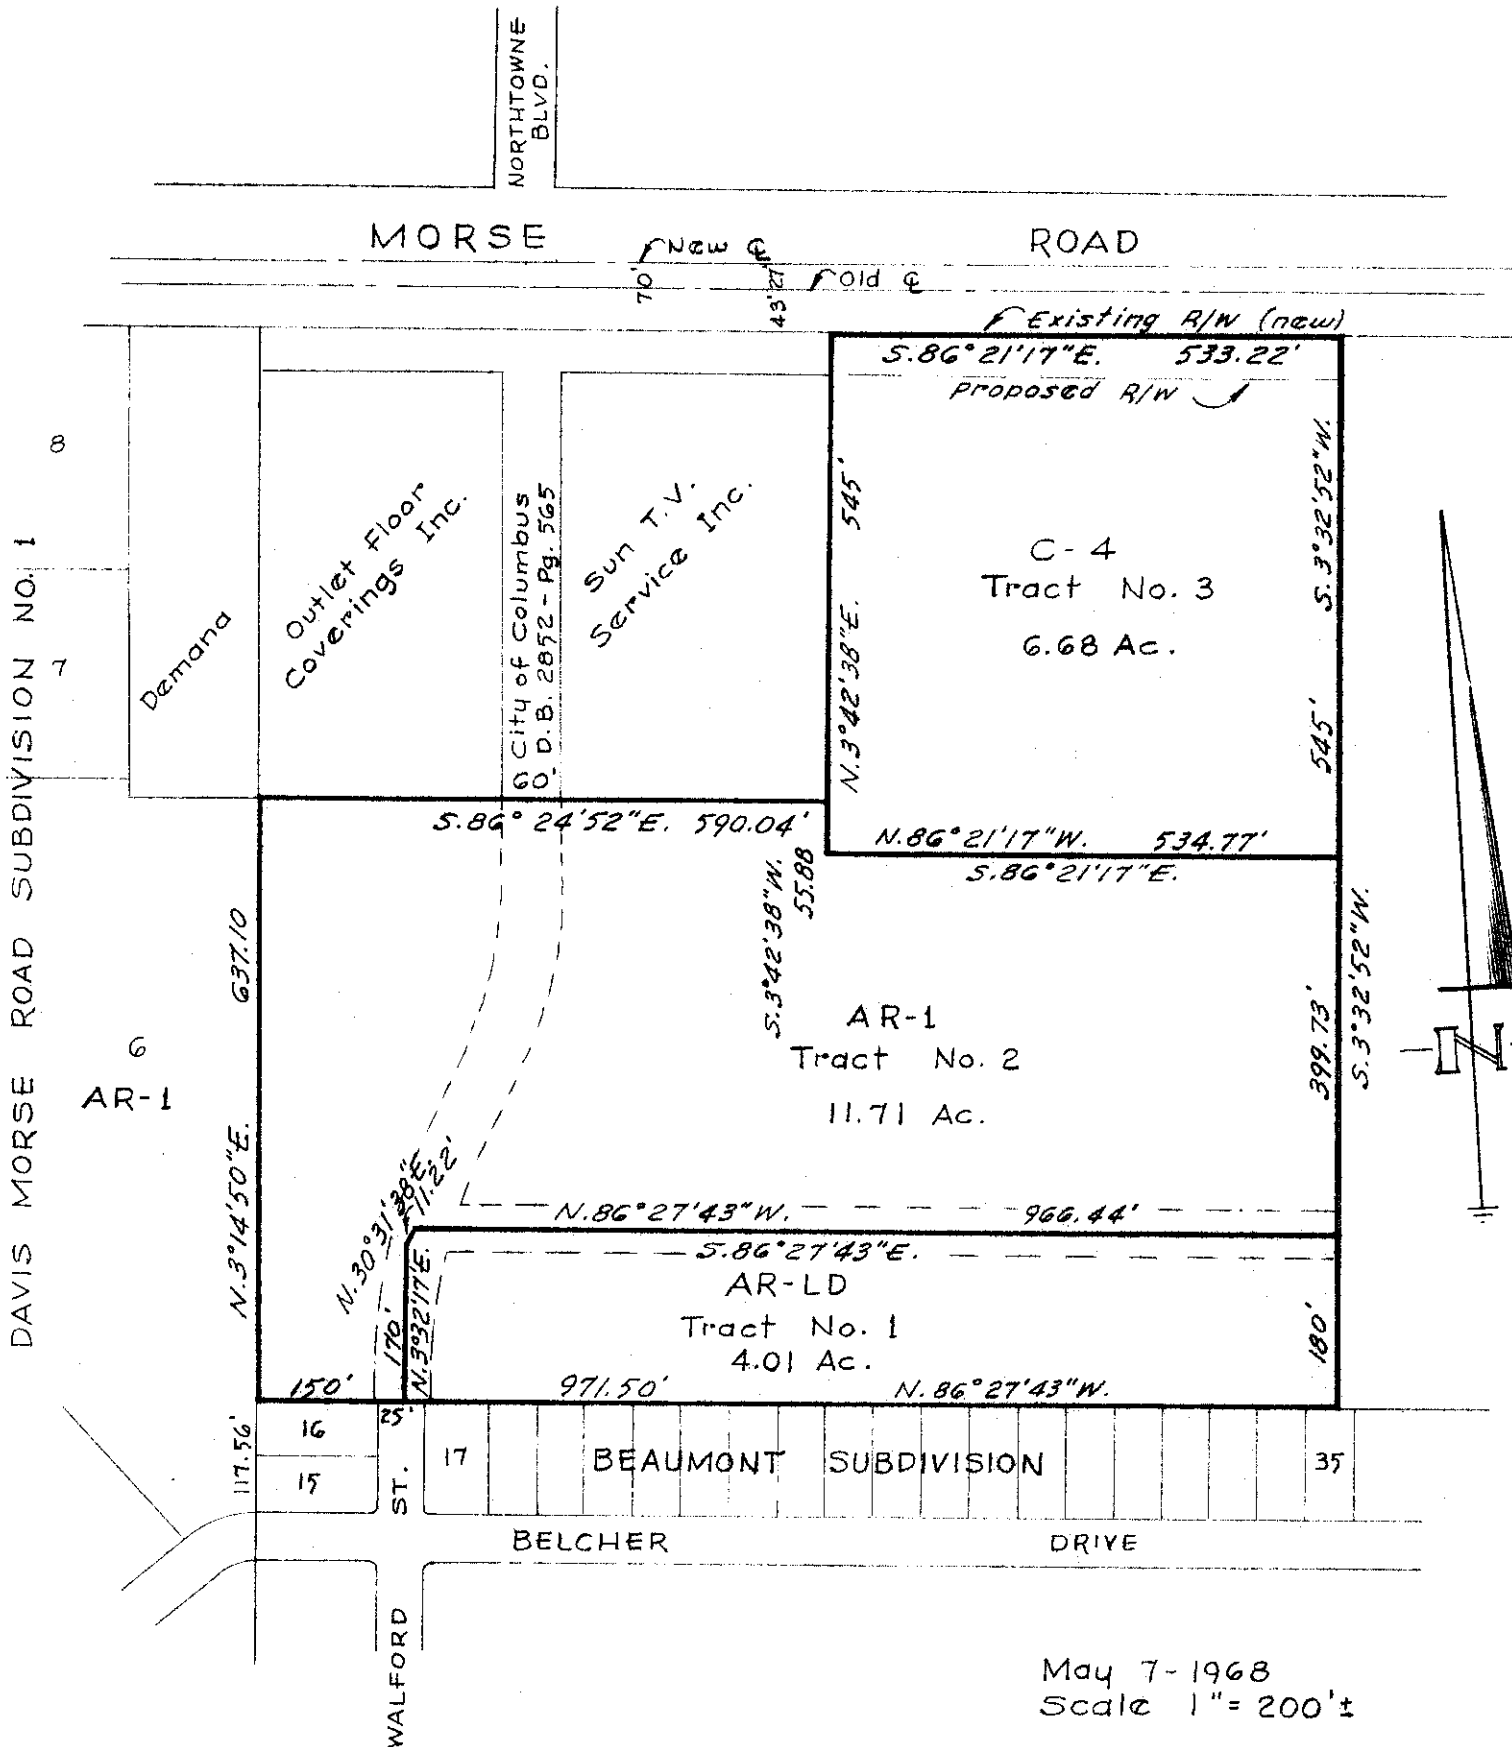 NORTHTOWNE
BLVD.
MORSE ROAD
New ℄
70'
43.27'
Old ℄
Existing R/W (new)
S.86°21'17"E. 533.22'
proposed R/W
8
7
DAVIS MORSE ROAD SUBDIVISION NO. 1
Demana
Outlet Floor
Coverings Inc.
City of Columbus
D.B. 2852 - Pg. 565
60'
Sun T.V.
Service Inc.
N.3°42'38"E. 545'
C-4
Tract No. 3
6.68 Ac.
S.3°32'52"W.
545'
S.86°24'52"E. 590.04'
N.86°21'17"W. 534.77'
S.86°21'17"E.
S.3°42'38"W.
55.88
637.10
N.3°14'50"E.
6
AR-1
AR-1
Tract No. 2
11.71 Ac.
399.73'
S.3°32'52"W.
N
N.30°31'38"E.
11.22'
N.86°27'43"W. 966.44'
S.86°27'43"E.
170'
N.3°32'17"E.
AR-LD
Tract No. 1
4.01 Ac.
180'
150'
971.50' N.86°27'43"W.
25'
117.56'
16
15
17
BEAUMONT SUBDIVISION
35
ST.
BELCHER DRIVE
WALFORD
May 7-1968
Scale 1"= 200'±